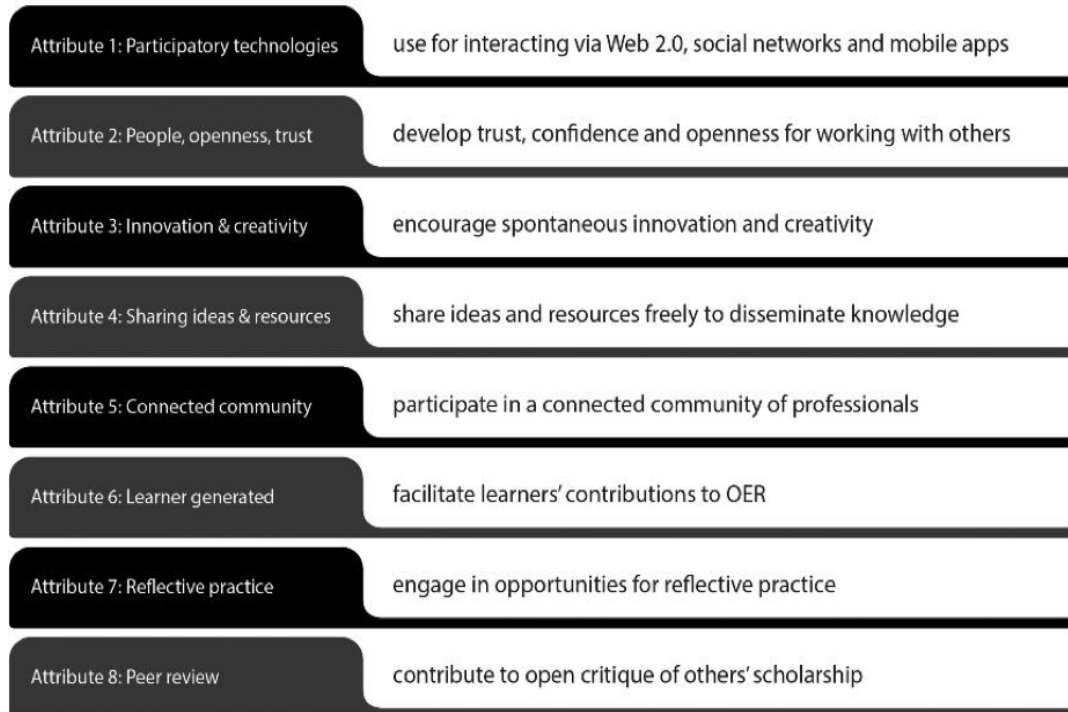 Attribute 1: Participatory technologies use for interacting via Web 2.0, social networks and mobile apps
Attribute 2: People, openness, trust develop trust, confidence and openness for working with others
Attribute 3: Innovation & creativity encourage spontaneous innovation and creativity
Attribute 4: Sharing ideas & resources share ideas and resources freely to disseminate knowledge
Attribute 5: Connected community participate in a connected community of professionals
Attribute 6: Learner generated facilitate learners' contributions to OER
Attribute 7: Reflective practice engage in opportunities for reflective practice
Attribute 8: Peer review contribute to open critique of others' scholarship